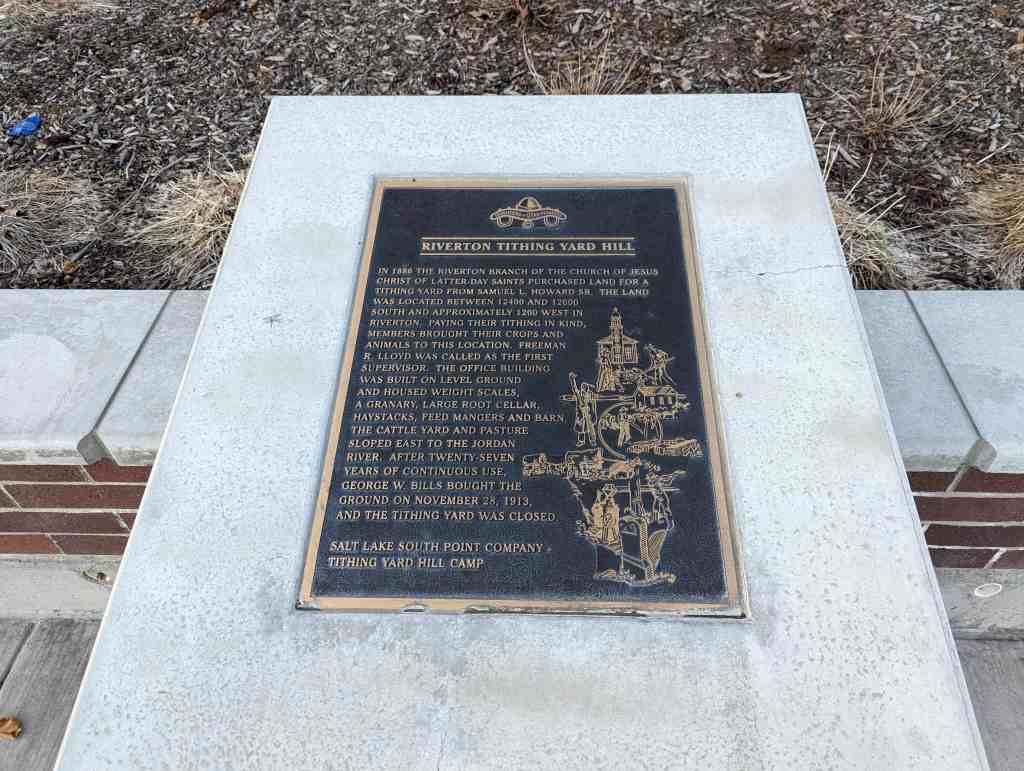 RIVERTON TITHING YARD HILL
IN 1886 THE RIVERTON BRANCH OF THE CHURCH OF JESUS
CHRIST OF LATTER-DAY SAINTS PURCHASED LAND FOR A
TITHING YARD FROM SAMUEL L. HOWARD SR. THE LAND
WAS LOCATED BETWEEN 12400 AND 12600
SOUTH AND APPROXIMATELY 1200 WEST IN
RIVERTON. PAYING THEIR TITHING IN KIND,
MEMBERS BROUGHT THEIR CROPS AND
ANIMALS TO THIS LOCATION. FREEMAN
R. LLOYD WAS CALLED AS THE FIRST
SUPERVISOR. THE OFFICE BUILDING
WAS BUILT ON LEVEL GROUND
AND HOUSED WEIGHT SCALES,
A GRANARY, LARGE ROOT CELLAR,
HAYSTACKS, FEED MANGERS AND BARN.
THE CATTLE YARD AND PASTURE
SLOPED EAST TO THE JORDAN
RIVER. AFTER TWENTY-SEVEN
YEARS OF CONTINUOUS USE,
GEORGE W. BILLS BOUGHT THE
GROUND ON NOVEMBER 28, 1913,
AND THE TITHING YARD WAS CLOSED.
SALT LAKE SOUTH POINT COMPANY -
TITHING YARD HILL CAMP